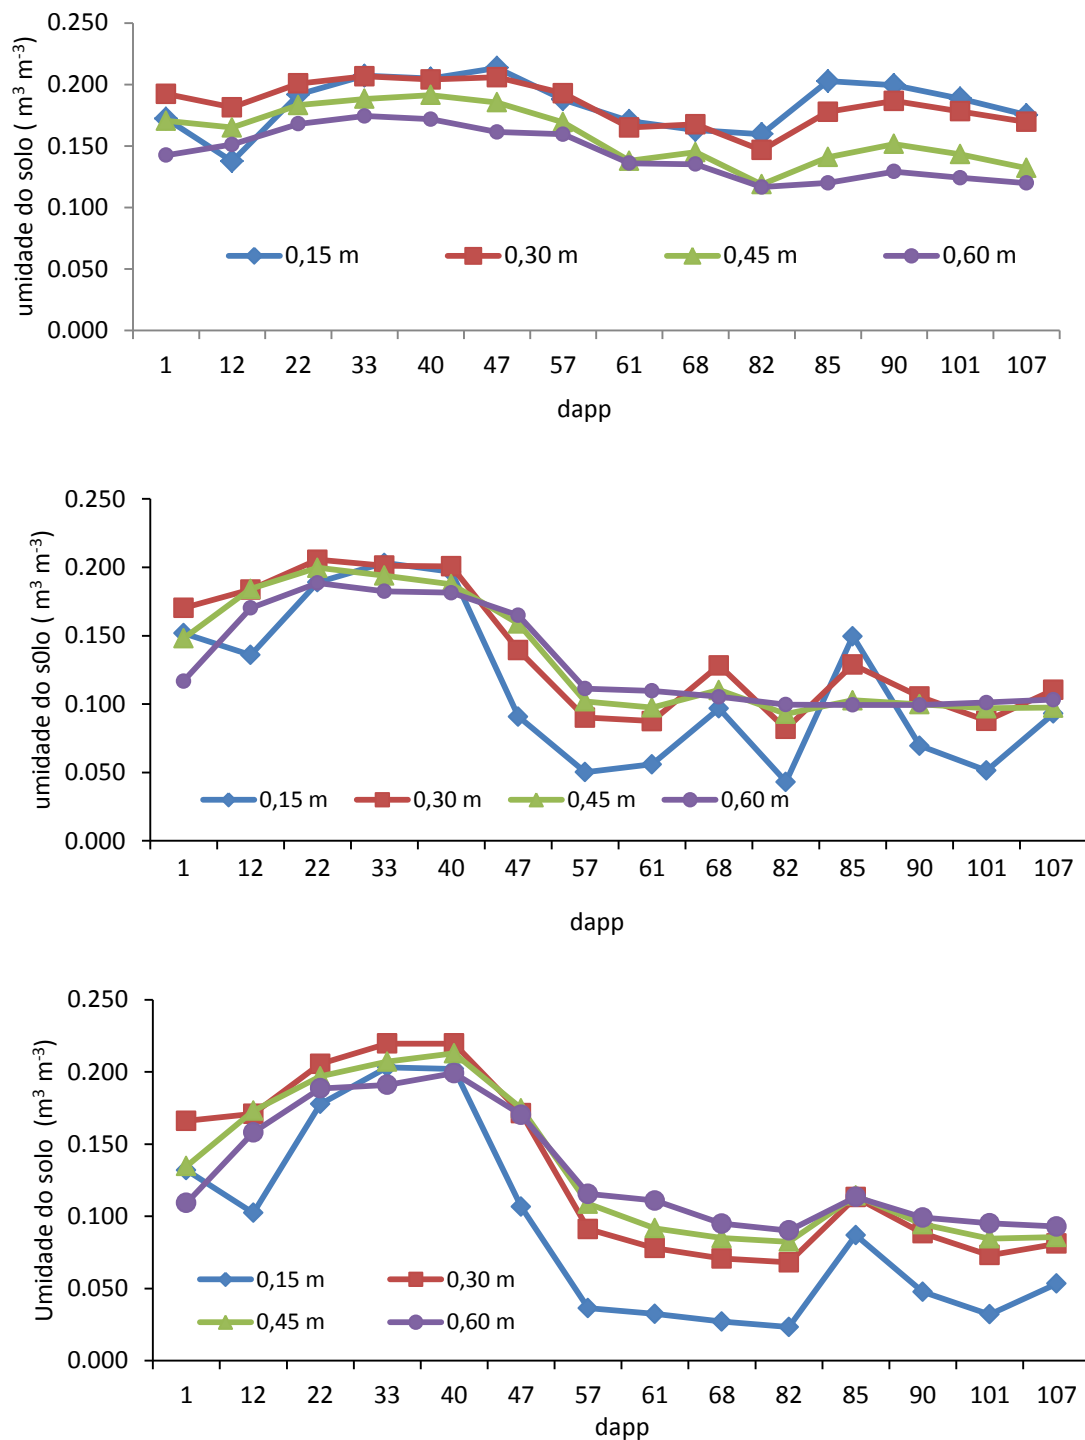 0.250
0.200
0.150
0.100
0.050
0.000
umidade do solo ( m³ m⁻³)
0,15 m 0,30 m 0,45 m 0,60 m
1 12 22 33 40 47 57 61 68 82 85 90 101 107
dapp
0.250
0.200
0.150
0.100
0.050
0.000
umidade do s0lo ( m³ m⁻³)
0,15 m 0,30 m 0,45 m 0,60 m
1 12 22 33 40 47 57 61 68 82 85 90 101 107
dapp
0.250
0.200
0.150
0.100
0.050
0.000
Umidade do solo (m³ m⁻³)
0,15 m 0,30 m
0,45 m 0,60 m
1 12 22 33 40 47 57 61 68 82 85 90 101 107
dapp